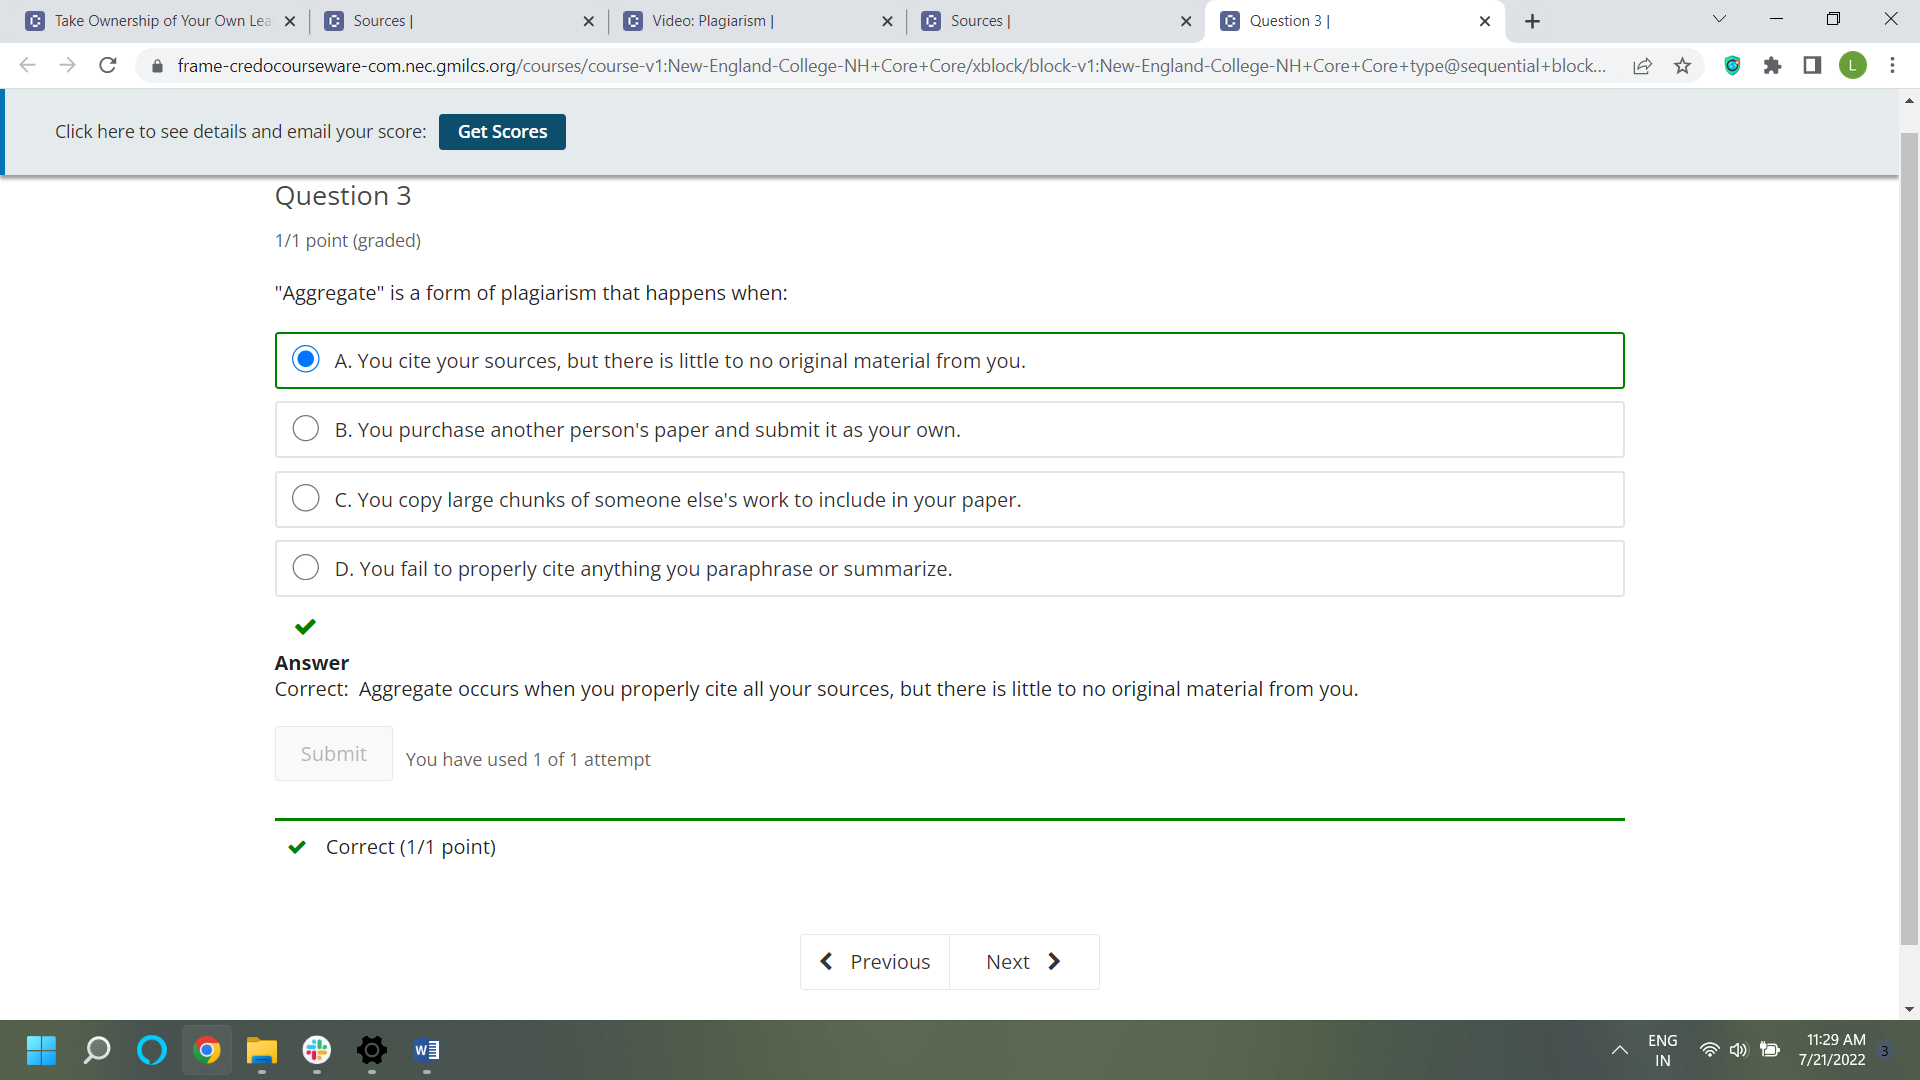 Take Ownership of Your Own Lea
Sources |
Video: Plagiarism |
Sources |
Question 3 |
frame-credocourseware-com.nec.gmilcs.org/courses/course-v1:New-England-College-NH+Core+Core/xblock/block-v1:New-England-College-NH+Core+Core+type@sequential+block...
L
Click here to see details and email your score:
Get Scores
Question 3
1/1 point (graded)
"Aggregate" is a form of plagiarism that happens when:
A. You cite your sources, but there is little to no original material from you.
B. You purchase another person's paper and submit it as your own.
C. You copy large chunks of someone else's work to include in your paper.
D. You fail to properly cite anything you paraphrase or summarize.
Answer
Correct: Aggregate occurs when you properly cite all your sources, but there is little to no original material from you.
Submit
You have used 1 of 1 attempt
Correct (1/1 point)
Previous
Next
W
ENG
IN
11:29 AM
7/21/2022
3